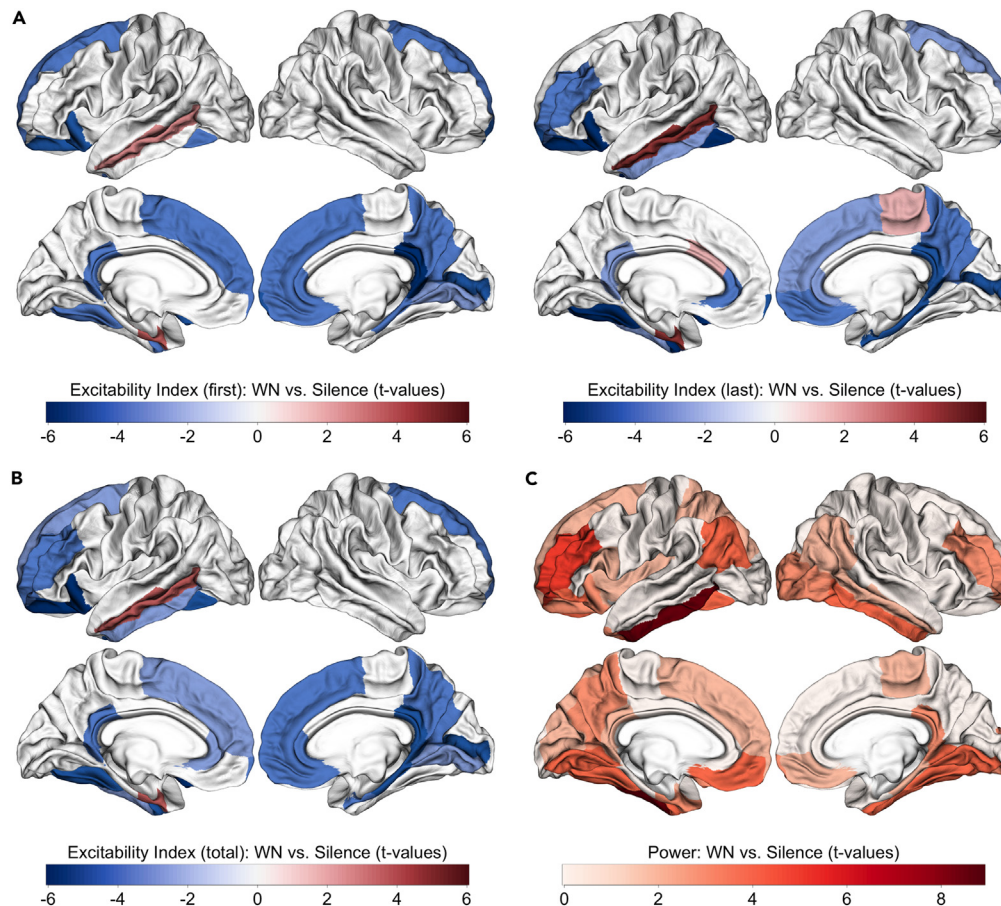 A
Excitability Index (first): WN vs. Silence (t-values)
-6 -4 -2 0 2 4 6
Excitability Index (last): WN vs. Silence (t-values)
-6 -4 -2 0 2 4 6
B
C
Excitability Index (total): WN vs. Silence (t-values)
-6 -4 -2 0 2 4 6
Power: WN vs. Silence (t-values)
0 2 4 6 8